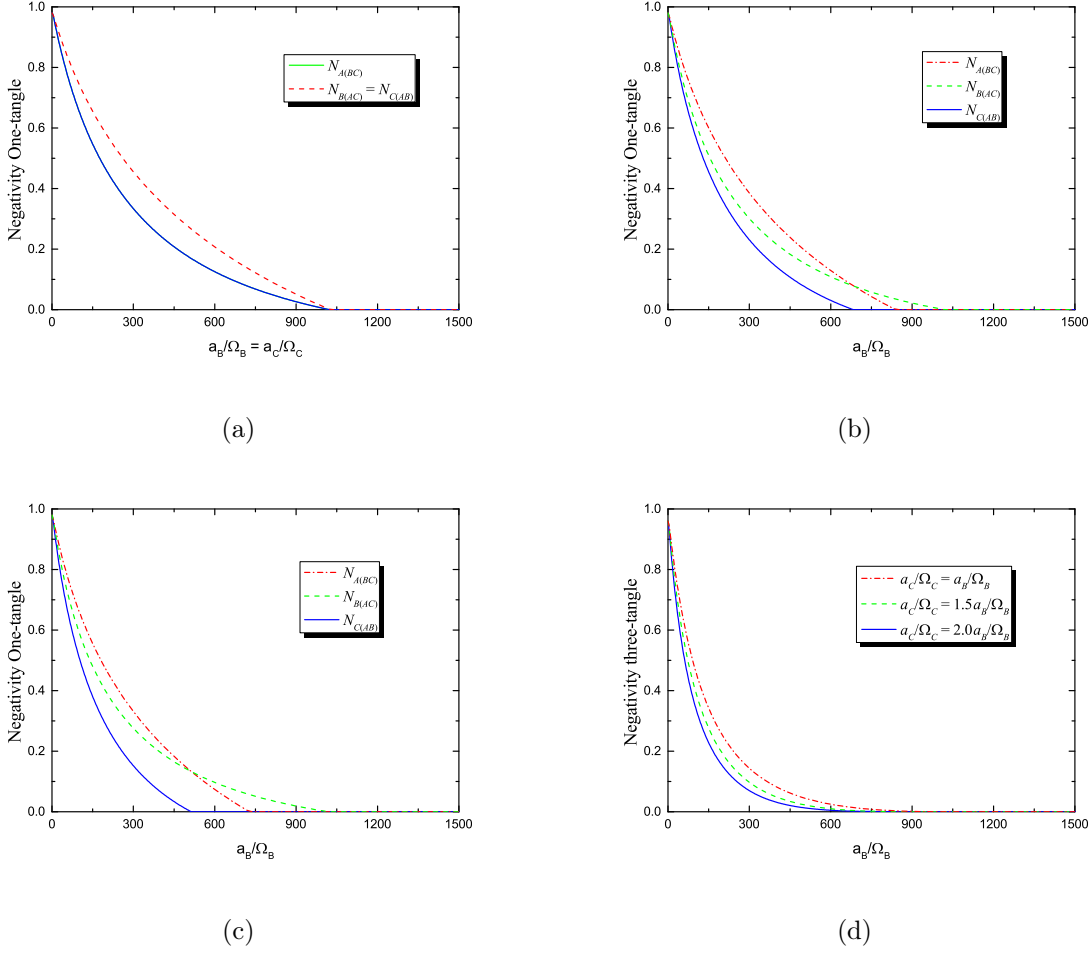 Negativity One-tangle
1.0
0.8
0.6
0.4
0.2
0.0
N_{A(BC)}
N_{B(AC)} = N_{C(AB)}
0 300 600 900 1200 1500
a_B/Ω_B = a_C/Ω_C
(a)
Negativity One-tangle
1.0
0.8
0.6
0.4
0.2
0.0
N_{A(BC)}
N_{B(AC)}
N_{C(AB)}
0 300 600 900 1200 1500
a_B/Ω_B
(b)
Negativity One-tangle
1.0
0.8
0.6
0.4
0.2
0.0
N_{A(BC)}
N_{B(AC)}
N_{C(AB)}
0 300 600 900 1200 1500
a_B/Ω_B
(c)
Negativity three-tangle
1.0
0.8
0.6
0.4
0.2
0.0
a_C/Ω_C = a_B/Ω_B
a_C/Ω_C = 1.5a_B/Ω_B
a_C/Ω_C = 2.0a_B/Ω_B
0 300 600 900 1200 1500
a_B/Ω_B
(d)